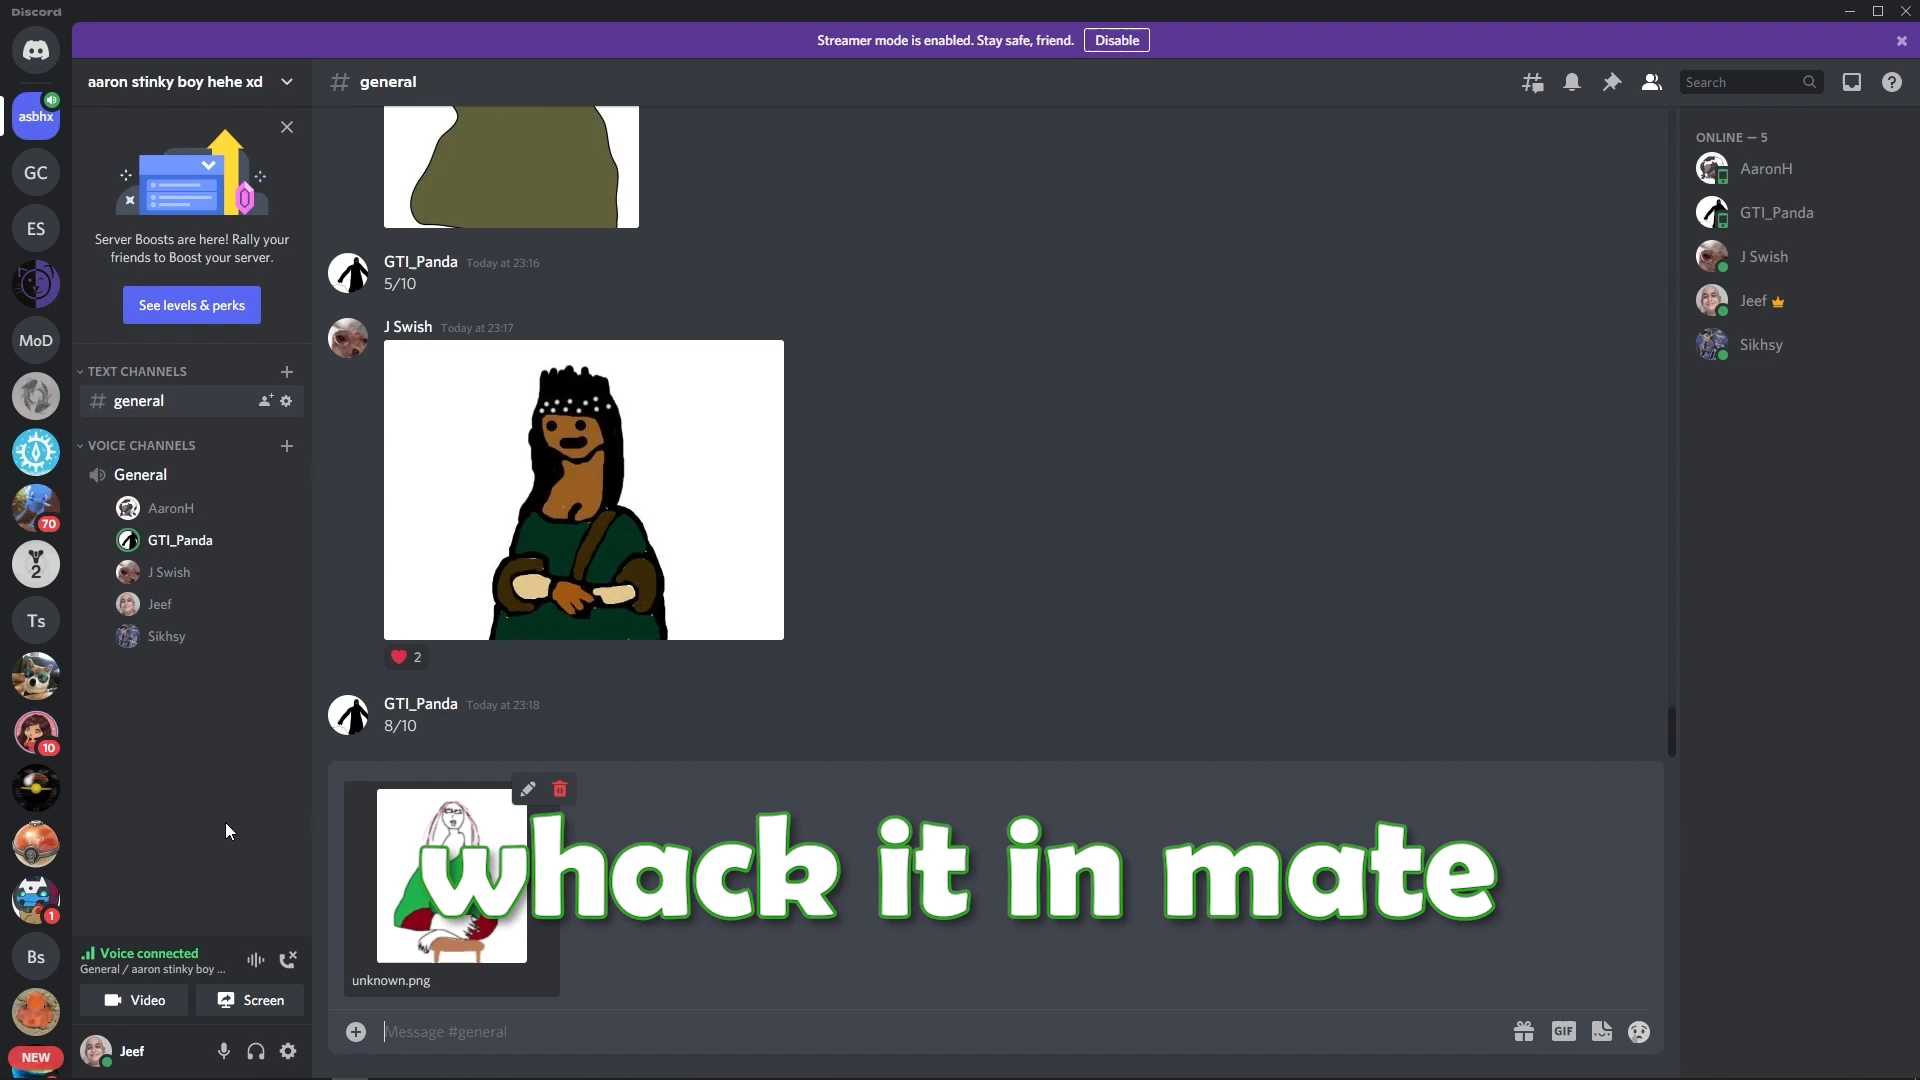 Discord
Streamer mode is enabled. Stay safe, friend.
Disable
aaron stinky boy hehe xd
general
Search
asbhx
GC
ES
MoD
70
2
Ts
10
1
Bs
NEW
Server Boosts are here! Rally your
friends to Boost your server.
See levels & perks
TEXT CHANNELS
general
VOICE CHANNELS
General
AaronH
GTI_Panda
J Swish
Jeef
Sikhsy
Voice connected
General / aaron stinky boy ...
Video
Screen
Jeef
GTI_Panda Today at 23:16
5/10
J Swish Today at 23:17
2
GTI_Panda Today at 23:18
8/10
whack it in mate
unknown.png
Message #general
GIF
ONLINE — 5
AaronH
GTI_Panda
J Swish
Jeef
Sikhsy